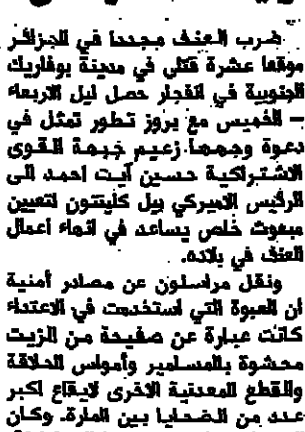 ضرب العنف مجددا في الجزائر
موقعا عشرة قتلى في مدينة بوفاريك
الجنوبية في انفجار حصل ليل الاربعاء
– الخميس مع بروز تطور تمثل في
دعوة وجهها زعيم جبهة القوى
الاشتراكية حسين آيت احمد الى
الرئيس الاميركي بيل كلينتون لتعيين
مبعوث خاص يساعد في انهاء أعمال
العنف في بلاده.
ونقل مراسلون عن مصادر أمنية
أن العبوة التي استخدمت في الاعتداء
كانت عبارة عن صفيحة من الزيت
محشوة بالمسامير وأمواس الحلاقة
والقطع المعدنية الاخرى لايقاع اكبر
عدد من الضحايا بين المارة. وكان